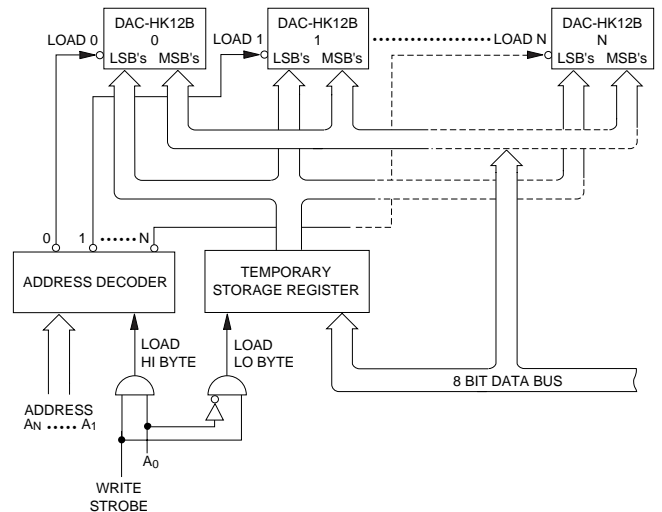 DAC-HK12B
0
LSB's MSB's
LOAD 0
DAC-HK12B
1
LSB's MSB's
LOAD 1
DAC-HK12B
N
LSB's MSB's
LOAD N
0 1 ...... N
ADDRESS DECODER
TEMPORARY
STORAGE REGISTER
LOAD
HI BYTE
LOAD
LO BYTE
8 BIT DATA BUS
ADDRESS
AN ..... A1
A0
WRITE
STROBE